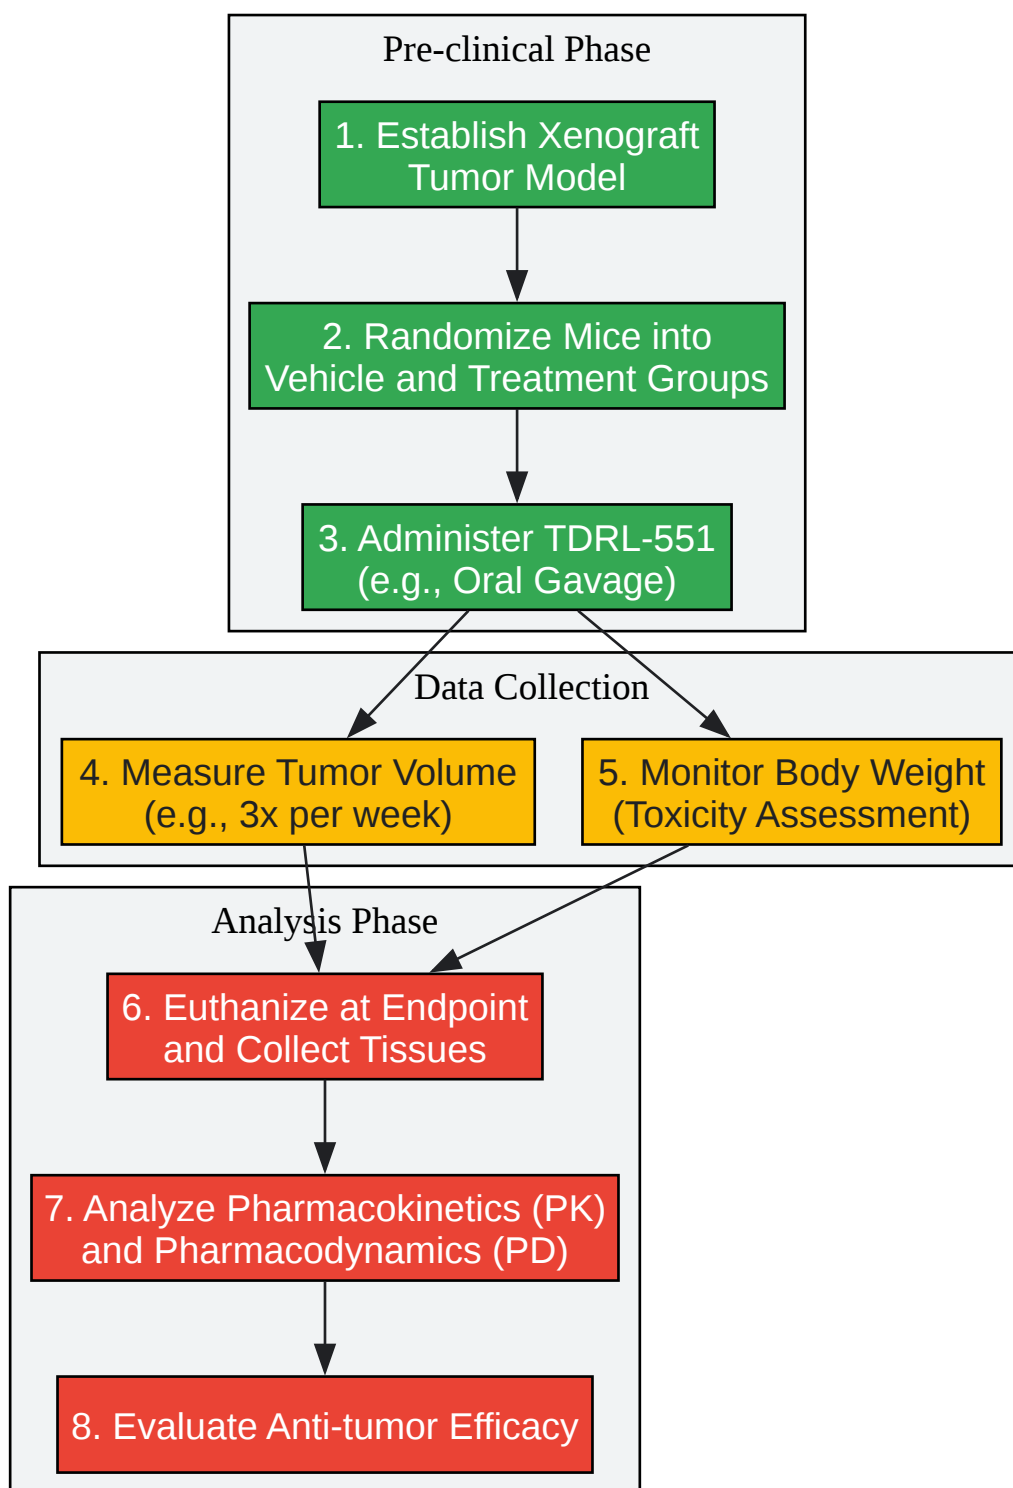 Pre-clinical Phase
1. Establish Xenograft
Tumor Model
2. Randomize Mice into
Vehicle and Treatment Groups
3. Administer TDRL-551
(e.g., Oral Gavage)
Data Collection
4. Measure Tumor Volume
(e.g., 3x per week)
5. Monitor Body Weight
(Toxicity Assessment)
Analysis Phase
6. Euthanize at Endpoint
and Collect Tissues
7. Analyze Pharmacokinetics (PK)
and Pharmacodynamics (PD)
8. Evaluate Anti-tumor Efficacy